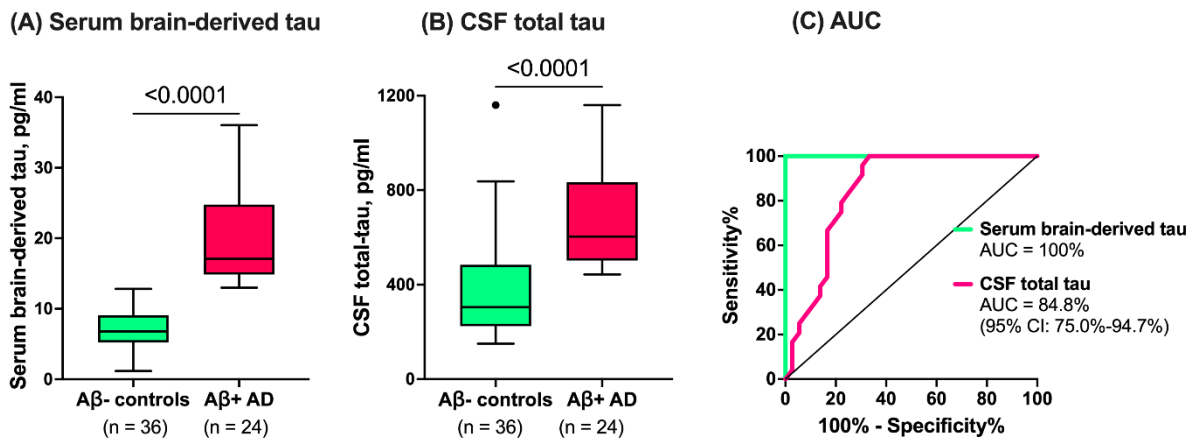 (A) Serum brain-derived tau
Serum brain-derived tau, pg/ml
40
30
20
10
0
<0.0001
Aβ- controls
(n = 36)
Aβ+ AD
(n = 24)
(B) CSF total tau
CSF total-tau, pg/ml
1200
800
400
0
<0.0001
Aβ- controls
(n = 36)
Aβ+ AD
(n = 24)
(C) AUC
Sensitivity%
100
80
60
40
20
0
0 20 40 60 80 100
100% - Specificity%
Serum brain-derived tau
AUC = 100%
CSF total tau
AUC = 84.8%
(95% CI: 75.0%-94.7%)